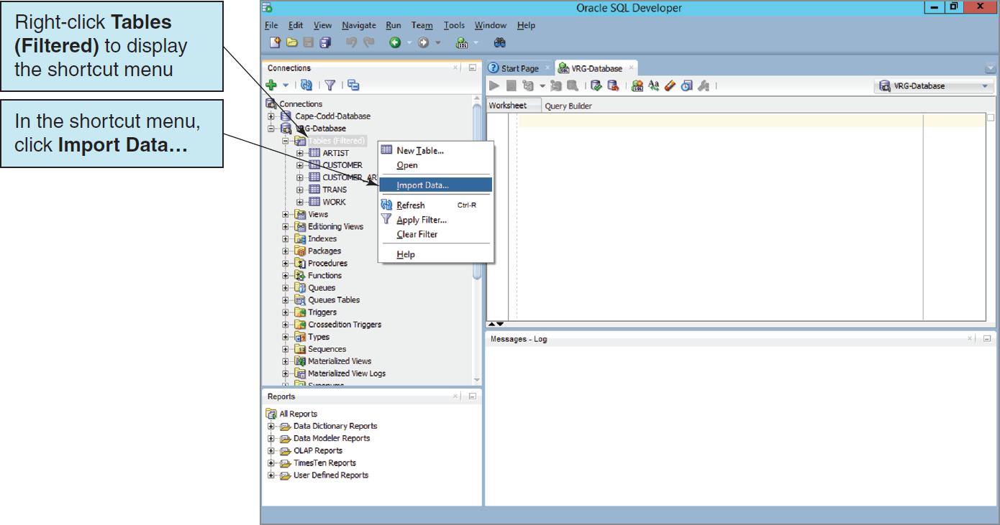 Right-click Tables
(Filtered) to display
the shortcut menu
In the shortcut menu,
click Import Data…
Oracle SQL Developer
File Edit View Navigate Run Team Tools Window Help
Connections
Connections
Cape-Codd-Database
VRG-Database
Tables (Filtered)
ARTIST
CUSTOMER
CUSTOMER_AR
TRANS
WORK
Views
Editioning Views
Indexes
Packages
Procedures
Functions
Queues
Queues Tables
Triggers
Crossedition Triggers
Types
Sequences
Materialized Views
Materialized View Logs
Synonyms
New Table...
Open
Import Data...
Refresh Ctrl-R
Apply Filter...
Clear Filter
Help
Start Page VRG-Database
VRG-Database
Worksheet Query Builder
Messages - Log
Reports
All Reports
Data Dictionary Reports
Data Modeler Reports
OLAP Reports
TimesTen Reports
User Defined Reports